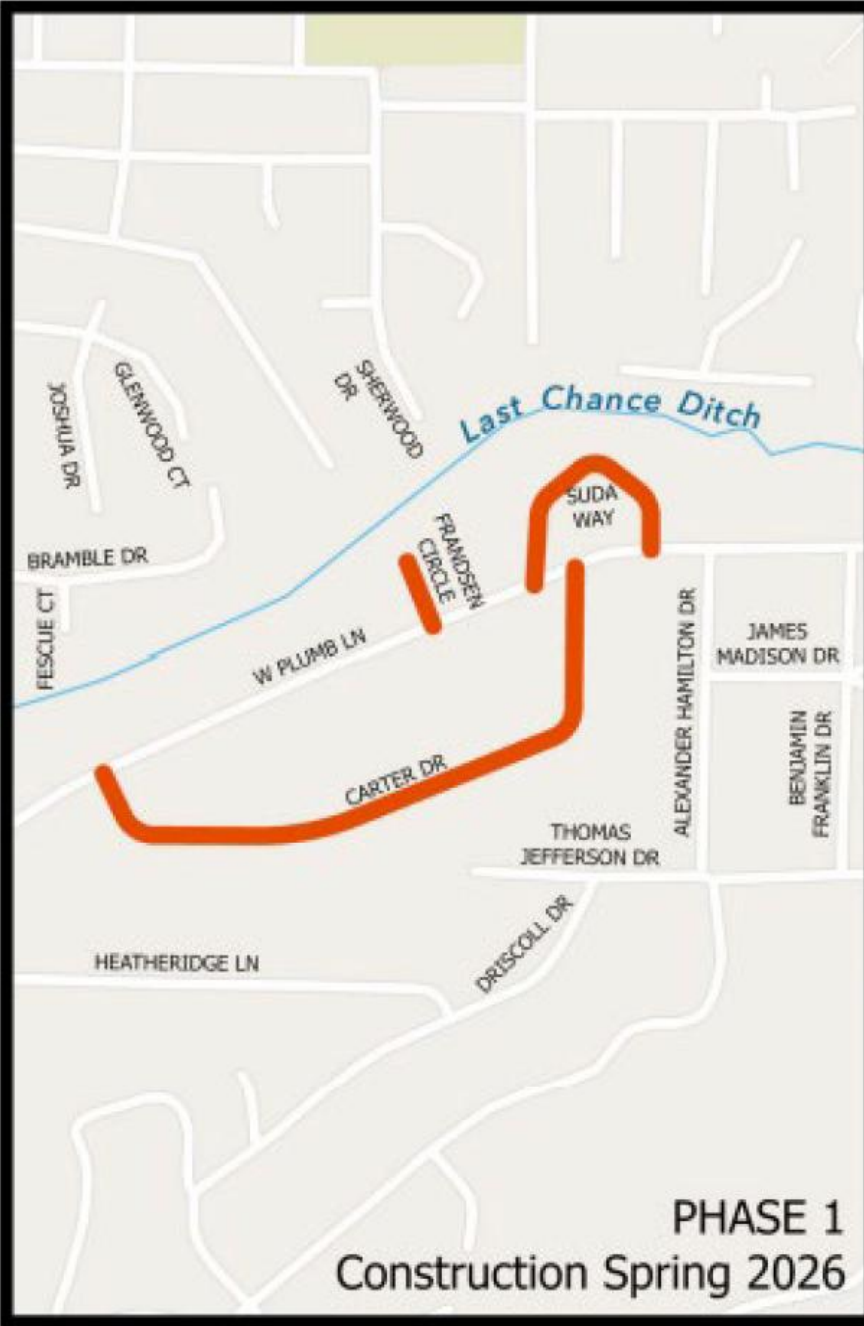 JOSHUA DR
GLENWOOD CT
SHERWOOD
DR
Last Chance Ditch
SUDA
WAY
FRANDSEN
CIRCLE
BRAMBLE DR
FESCUE CT
W PLUMB LN
ALEXANDER HAMILTON DR
JAMES
MADISON DR
BENJAMIN
FRANKLIN DR
CARTER DR
THOMAS
JEFFERSON DR
DRISCOLL DR
HEATHERIDGE LN
PHASE 1
Construction Spring 2026